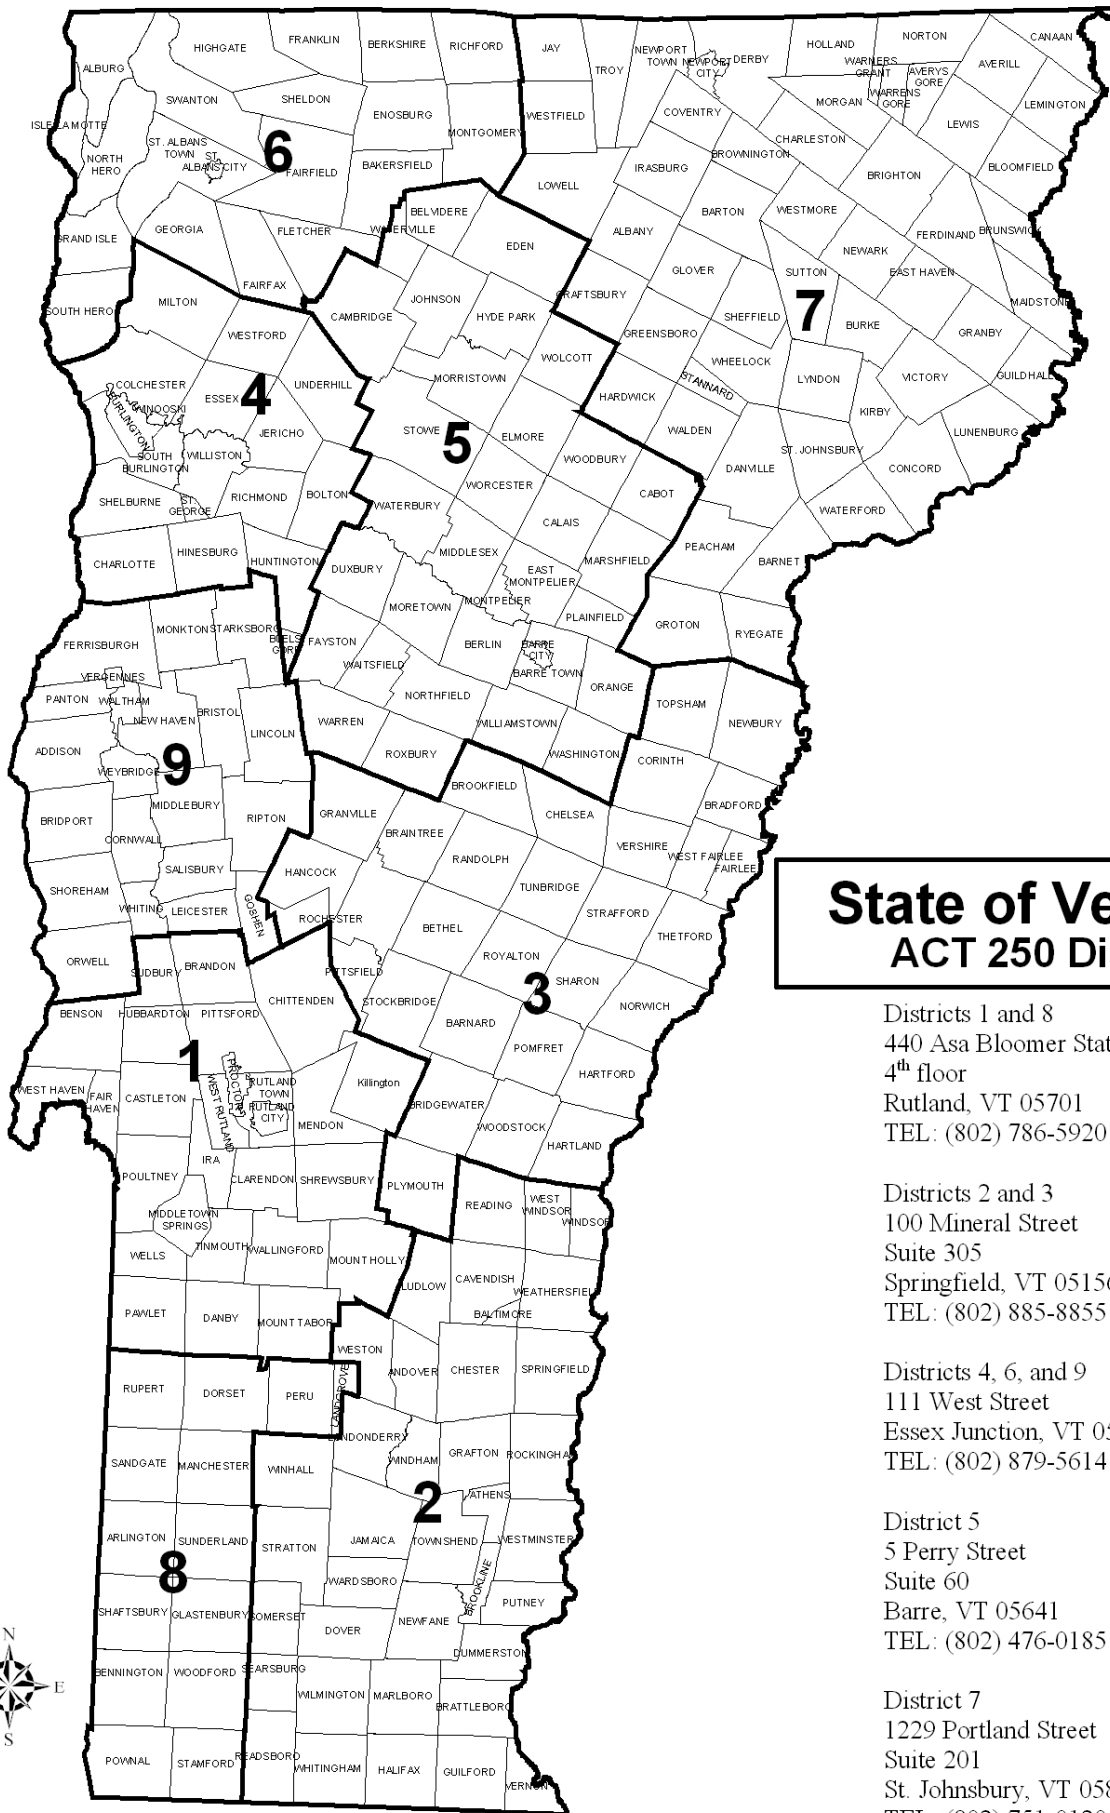 HIGHGATE
FRANKLIN
BERKSHIRE
RICHFORD
JAY
TROY
NEWPORT
TOWN
NEWPORT
CITY
DERBY
HOLLAND
NORTON
CANAAN
ALBURG
WARNERS
GRANT
AVERYS
GORE
AVERILL
SWANTON
SHELDON
ENOSBURG
MONTGOMERY
WESTFIELD
COVENTRY
MORGAN
WARRENS
GORE
LEWIS
LEMINGTON
ISLE LA MOTTE
ST. ALBANS
TOWN
ST.
ALBANS CITY
6
FAIRFIELD
BAKERSFIELD
NORTH
HERO
LOWELL
IRASBURG
BROWNINGTON
CHARLESTON
BRIGHTON
BLOOMFIELD
GRAND ISLE
GEORGIA
FLETCHER
WATERVILLE
BELVIDERE
EDEN
ALBANY
BARTON
WESTMORE
NEWARK
FERDINAND
BRUNSWICK
FAIRFAX
SOUTH HERO
MILTON
CAMBRIDGE
JOHNSON
HYDE PARK
CRAFTSBURY
GLOVER
SUTTON
7
EAST HAVEN
MAIDSTONE
WESTFORD
WOLCOTT
GREENSBORO
SHEFFIELD
BURKE
GRANBY
COLCHESTER
WINOOSKI
BURLINGTON
ESSEX
4
UNDERHILL
MORRISTOWN
HARDWICK
STANNARD
WHEELOCK
LYNDON
VICTORY
GUILDHALL
JERICHO
STOWE
5
ELMORE
WALDEN
KIRBY
LUNENBURG
SOUTH
BURLINGTON
WILLISTON
WOODBURY
DANVILLE
ST. JOHNSBURY
CONCORD
SHELBURNE
ST.
GEORGE
RICHMOND
BOLTON
WATERBURY
WORCESTER
CABOT
WATERFORD
CHARLOTTE
HINESBURG
HUNTINGTON
DUXBURY
MIDDLESEX
CALAIS
EAST
MONTPELIER
MARSHFIELD
PEACHAM
BARNET
MORETOWN
MONTPELIER
PLAINFIELD
GROTON
RYEGATE
FERRISBURGH
MONKTON
STARKSBORO
BUELS
GORE
FAYSTON
WAITSFIELD
BERLIN
BARRE
CITY
BARRE TOWN
VERGENNES
PANTON
WALTHAM
NEW HAVEN
BRISTOL
LINCOLN
WARREN
NORTHFIELD
WILLIAMSTOWN
ORANGE
TOPSHAM
NEWBURY
ADDISON
WEYBRIDGE
9
ROXBURY
WASHINGTON
CORINTH
BRIDPORT
CORNWALL
MIDDLEBURY
RIPTON
GRANVILLE
BRAINTREE
BROOKFIELD
CHELSEA
BRADFORD
VERSHIRE
WEST FAIRLEE
FAIRLEE
SHOREHAM
SALISBURY
HANCOCK
RANDOLPH
TUNBRIDGE
WHITING
LEICESTER
GOSHEN
ROCHESTER
BETHEL
STRAFFORD
THETFORD
ORWELL
SUDBURY
BRANDON
PITTSFIELD
ROYALTON
SHARON
3
BENSON
HUBBARDTON
PITTSFORD
CHITTENDEN
STOCKBRIDGE
BARNARD
NORWICH
1
POMFRET
HARTFORD
WEST HAVEN
FAIR
HAVEN
CASTLETON
WEST RUTLAND
PROCTOR
RUTLAND
TOWN
RUTLAND
CITY
Killington
MENDON
BRIDGEWATER
WOODSTOCK
HARTLAND
POULTNEY
IRA
CLARENDON
SHREWSBURY
PLYMOUTH
MIDDLETOWN
SPRINGS
READING
WEST
WINDSOR
WINDSOR
WELLS
TINMOUTH
WALLINGFORD
MOUNT HOLLY
LUDLOW
CAVENDISH
WEATHERSFIELD
BALTIMORE
PAWLET
DANBY
MOUNT TABOR
WESTON
ANDOVER
CHESTER
SPRINGFIELD
RUPERT
DORSET
PERU
LANDGROVE
LONDONDERRY
SANDGATE
MANCHESTER
WINHALL
WINDHAM
GRAFTON
ROCKINGHA
2
ATHENS
ARLINGTON
SUNDERLAND
STRATTON
JAMAICA
TOWNSHEND
WESTMINSTER
8
WARDSBORO
BROOKLINE
SHAFTSBURY
GLASTENBURY
SOMERSET
DOVER
NEWFANE
PUTNEY
DUMMERSTON
BENNINGTON
WOODFORD
SEARSBURG
WILMINGTON
MARLBORO
BRATTLEBORO
POWNAL
STAMFORD
READSBORO
WHITINGHAM
HALIFAX
GUILFORD
VERNON
N
E
S
State of Ve
ACT 250 Di
Districts 1 and 8
440 Asa Bloomer Stat
4th floor
Rutland, VT 05701
TEL: (802) 786-5920
Districts 2 and 3
100 Mineral Street
Suite 305
Springfield, VT 05156
TEL: (802) 885-8855
Districts 4, 6, and 9
111 West Street
Essex Junction, VT 05
TEL: (802) 879-5614
District 5
5 Perry Street
Suite 60
Barre, VT 05641
TEL: (802) 476-0185
District 7
1229 Portland Street
Suite 201
St. Johnsbury, VT 058